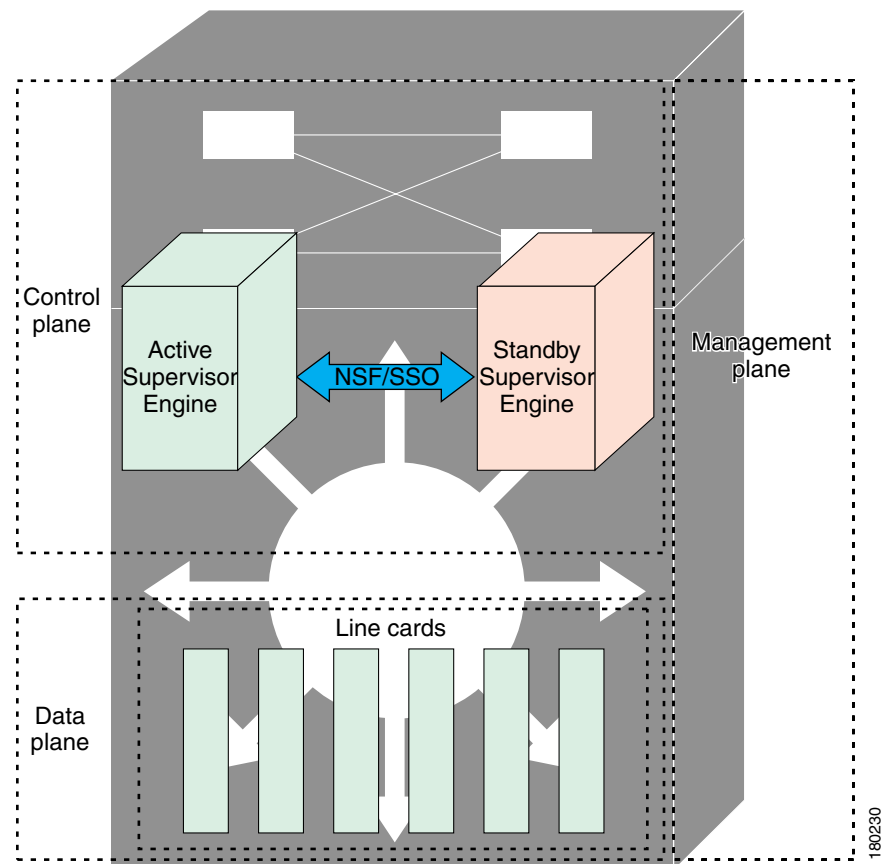 Control
plane
Active
Supervisor
Engine
NSF/SSO
Standby
Supervisor
Engine
Management
plane
Line cards
Data
plane
180230